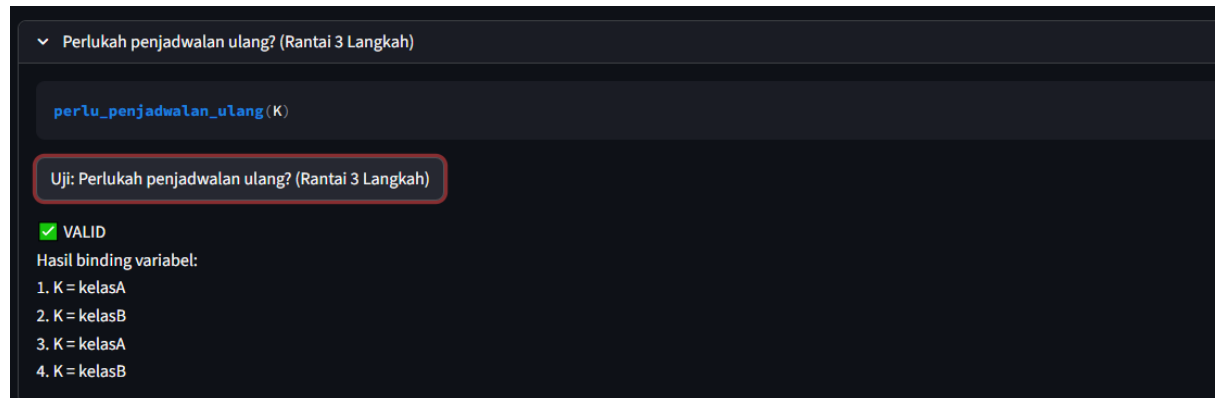 Perlukah penjadwalan ulang? (Rantai 3 Langkah)
perlu_penjadwalan_ulang(K)
Uji: Perlukah penjadwalan ulang? (Rantai 3 Langkah)
✅ VALID
Hasil binding variabel:
1. K = kelasA
2. K = kelasB
3. K = kelasA
4. K = kelasB